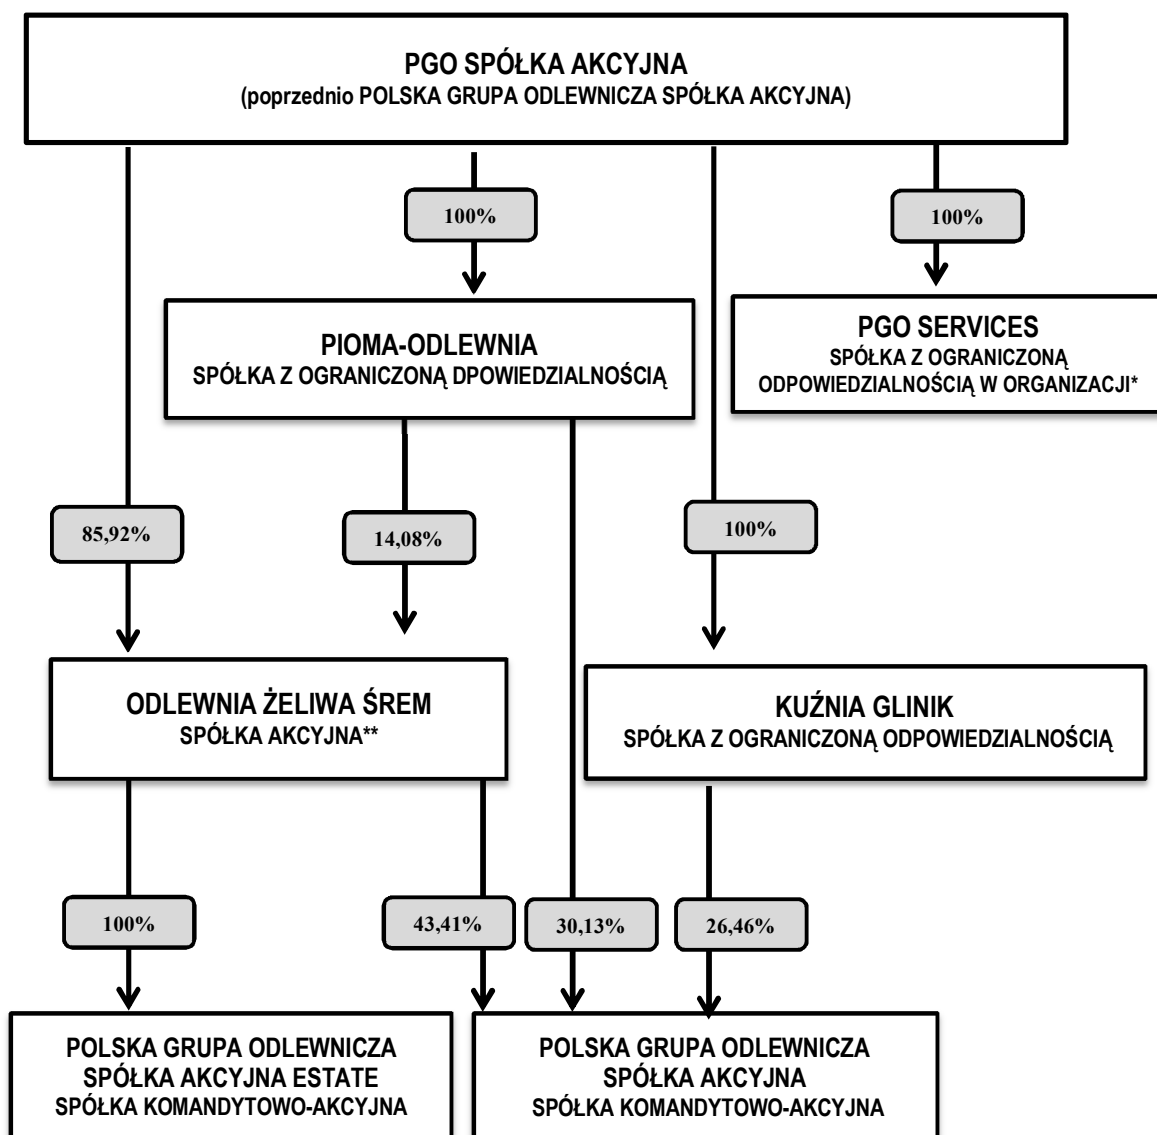 PGO SPÓŁKA AKCYJNA
(poprzednio POLSKA GRUPA ODLEWNICZA SPÓŁKA AKCYJNA)
100%
100%
PIOMA-ODLEWNIA
SPÓŁKA Z OGRANICZONĄ DPOWIEDZIALNOŚCIĄ
PGO SERVICES
SPÓŁKA Z OGRANICZONĄ
ODPOWIEDZIALNOŚCIĄ W ORGANIZACJI*
85,92%
14,08%
100%
ODLEWNIA ŻELIWA ŚREM
SPÓŁKA AKCYJNA**
KUŹNIA GLINIK
SPÓŁKA Z OGRANICZONĄ ODPOWIEDZIALNOŚCIĄ
100%
43,41%
30,13%
26,46%
POLSKA GRUPA ODLEWNICZA
SPÓŁKA AKCYJNA ESTATE
SPÓŁKA KOMANDYTOWO-AKCYJNA
POLSKA GRUPA ODLEWNICZA
SPÓŁKA AKCYJNA
SPÓŁKA KOMANDYTOWO-AKCYJNA